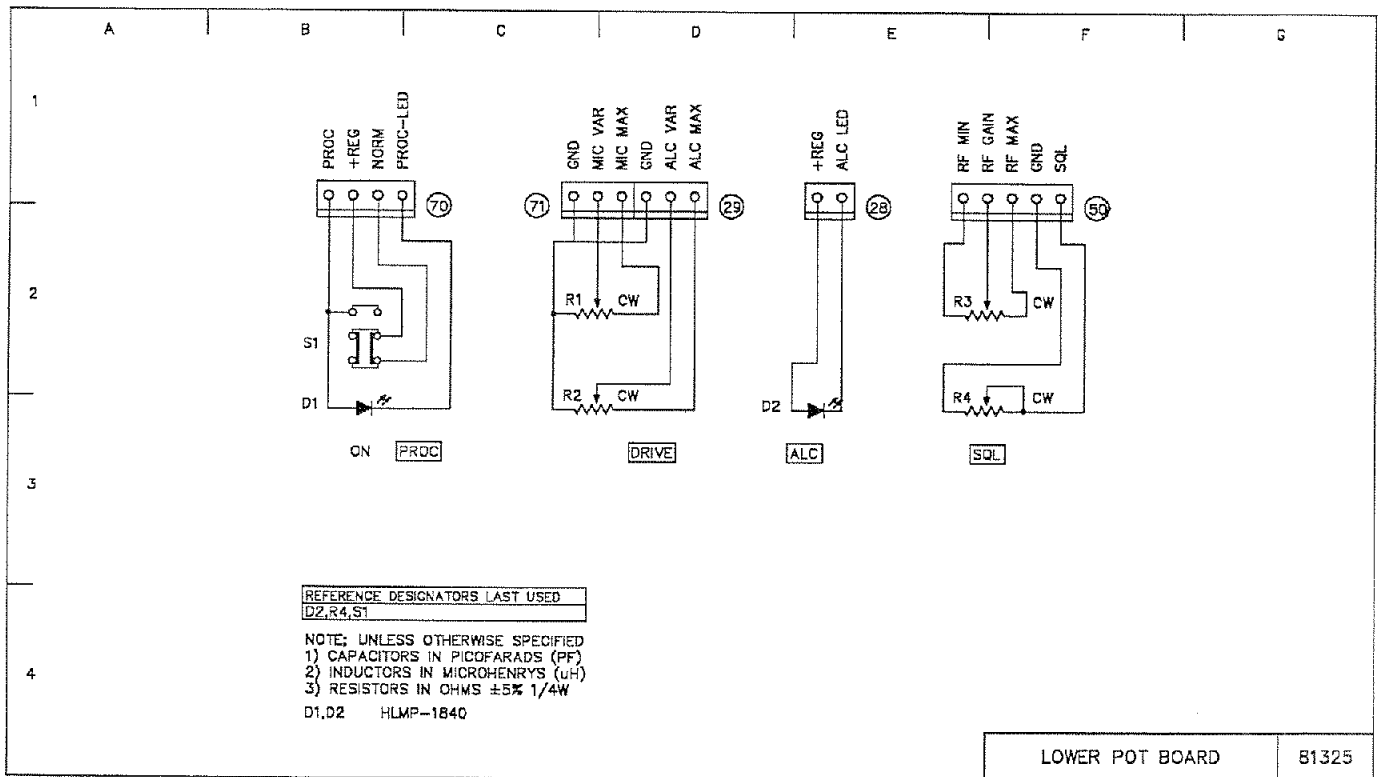 A B C D E F G
1
PROC +REG NORM PROC-LED
GND MIC VAR MIC MAX GND ALC VAR ALC MAX
+REG ALC LED
RF MIN RF GAIN RF MAX GND SQL
70 71 29 28 50
2
R1 CW
R3 CW
S1
D1
R2 CW
D2
R4 CW
ON PROC DRIVE ALC SQL
3
REFERENCE DESIGNATORS LAST USED
D2,R4,S1
NOTE; UNLESS OTHERWISE SPECIFIED
1) CAPACITORS IN PICOFARADS (PF)
2) INDUCTORS IN MICROHENRYS (uH)
3) RESISTORS IN OHMS ±5% 1/4W
4
D1,D2 HLMP-1840
LOWER POT BOARD 81325